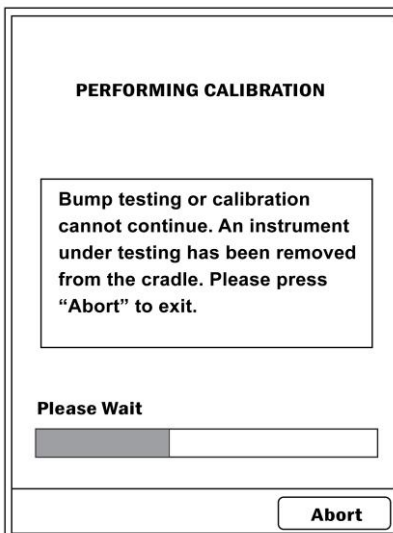 PERFORMING CALIBRATION
Bump testing or calibration
cannot continue. An instrument
under testing has been removed
from the cradle. Please press
“Abort” to exit.
Please Wait
Abort